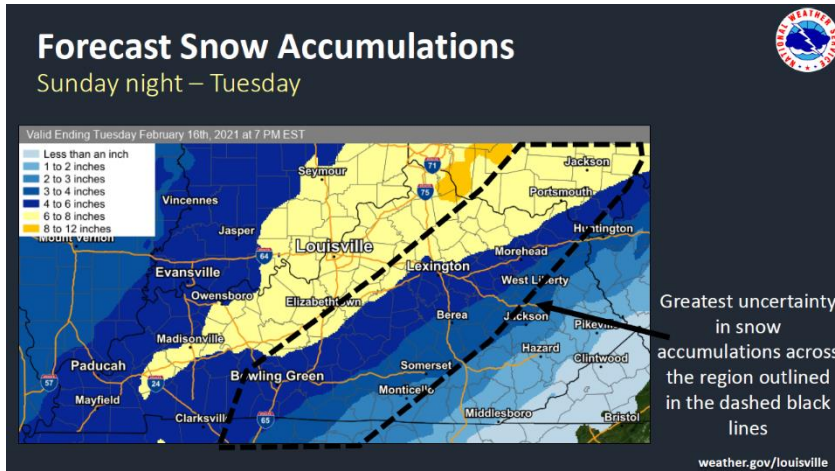 Forecast Snow Accumulations
Sunday night – Tuesday
NATIONAL WEATHER SERVICE
Valid Ending Tuesday February 16th, 2021 at 7 PM EST
Less than an inch
1 to 2 inches
2 to 3 inches
3 to 4 inches
4 to 6 inches
6 to 8 inches
8 to 12 inches
71
Jackson
Seymour
75
Portsmouth
Vincennes
Jasper
Huntington
Mount Vernon
Louisville
64
Morehead
Evansville
Lexington
West Liberty
Owensboro
Elizabethtown
Jackson
Berea
Pikeville
Madisonville
Hazard
Clintwood
Paducah
Somerset
57
24
Bowling Green
Monticello
Mayfield
Clarksville
65
Middlesboro
Bristol
Greatest uncertainty
in snow
accumulations across
the region outlined
in the dashed black
lines
weather.gov/louisville